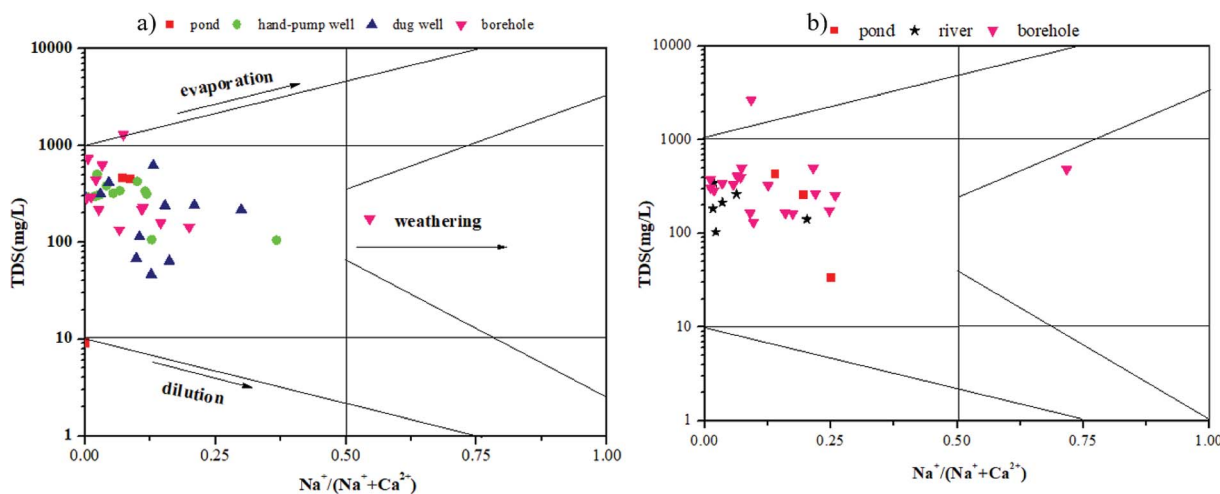 a) pond hand-pump well dug well borehole
10000
1000
100
10
1
TDS(mg/L)
evaporation
weathering
dilution
0.00 0.25 0.50 0.75 1.00
Na⁺/(Na⁺+Ca²⁺)
b) pond river borehole
10000
1000
100
10
1
TDS(mg/L)
0.00 0.25 0.50 0.75 1.00
Na⁺/(Na⁺+Ca²⁺)